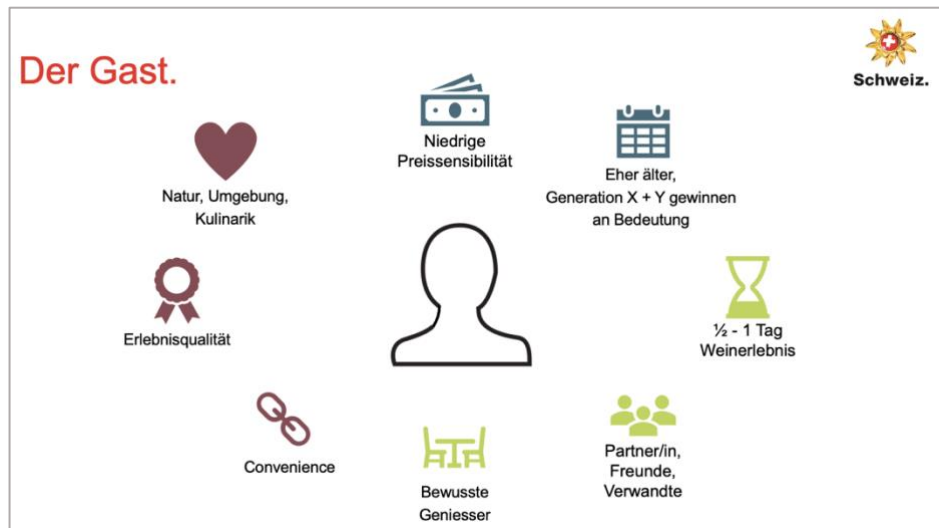 Der Gast.
Schweiz.
Niedrige
Preissensibilität
Eher älter,
Generation X + Y gewinnen
an Bedeutung
Natur, Umgebung,
Kulinarik
½ - 1 Tag
Weinerlebnis
Erlebnisqualität
Partner/in,
Freunde,
Verwandte
Convenience
Bewusste
Geniesser